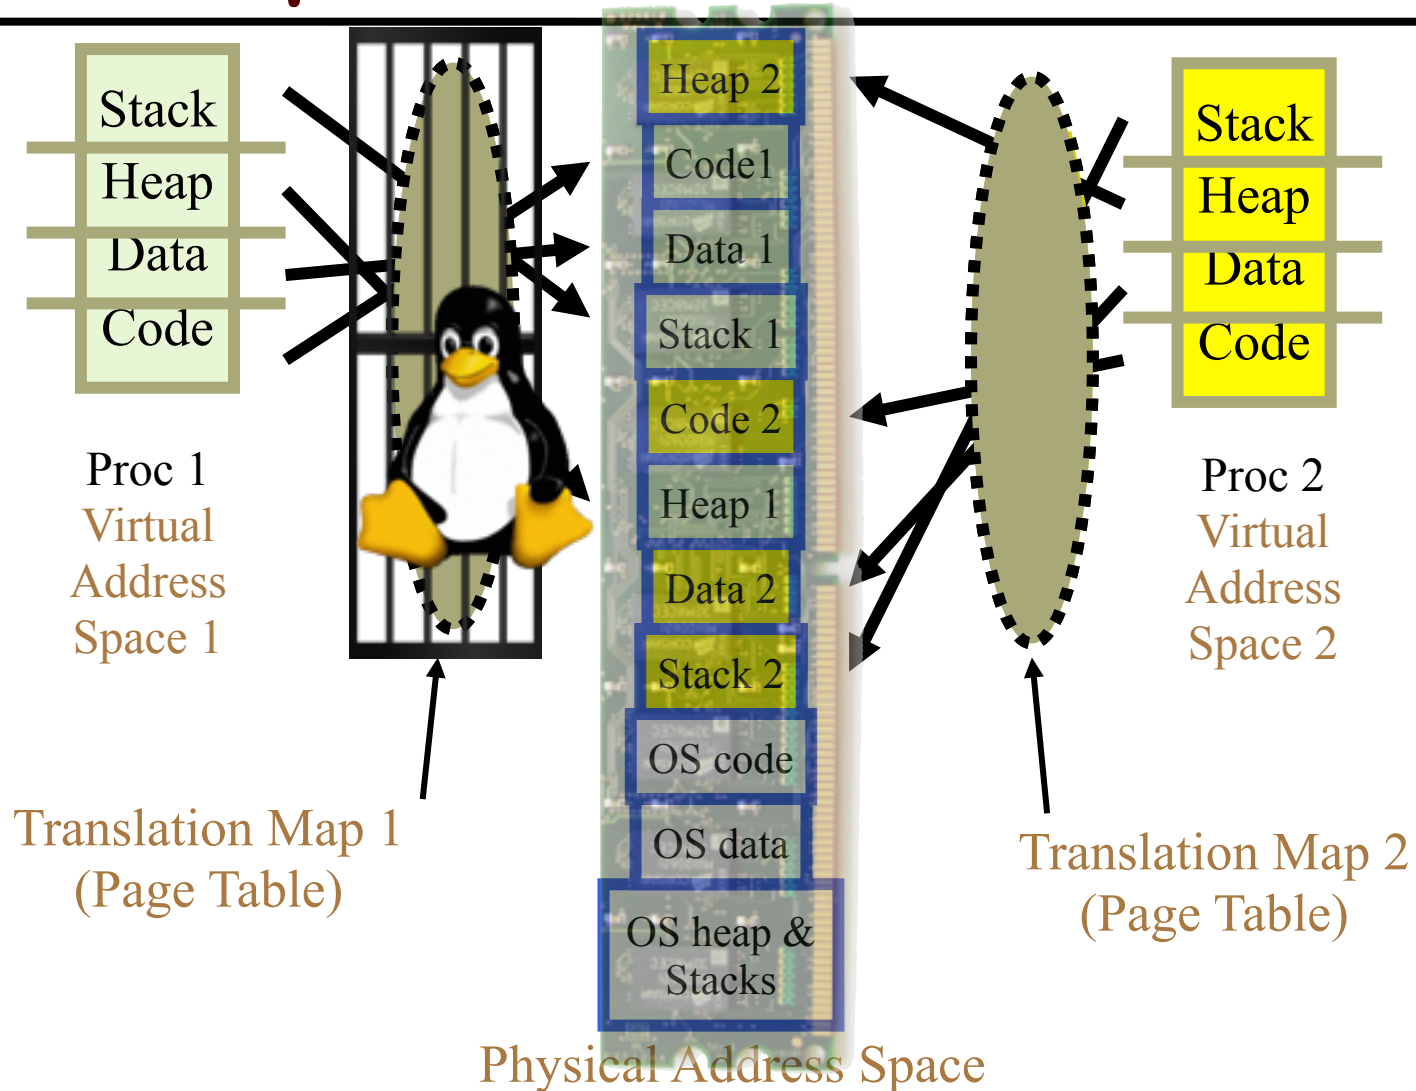 Stack
Heap
Data
Code
Proc 1
Virtual
Address
Space 1
Translation Map 1
(Page Table)
Heap 2
Code1
Data 1
Stack 1
Code 2
Heap 1
Data 2
Stack 2
OS code
OS data
OS heap &
Stacks
Physical Address Space
Stack
Heap
Data
Code
Proc 2
Virtual
Address
Space 2
Translation Map 2
(Page Table)